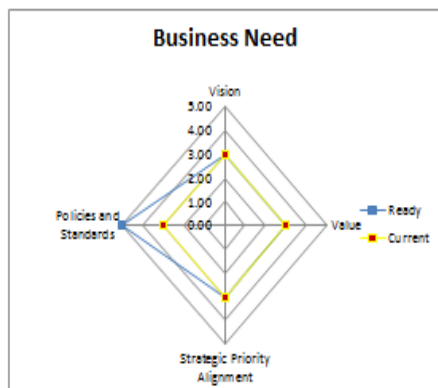 Business Need
Vision
5.00
4.00
3.00
2.00
1.00
0.00
Policies and
Standards
Value
Ready
Current
Strategic Priority
Alignment